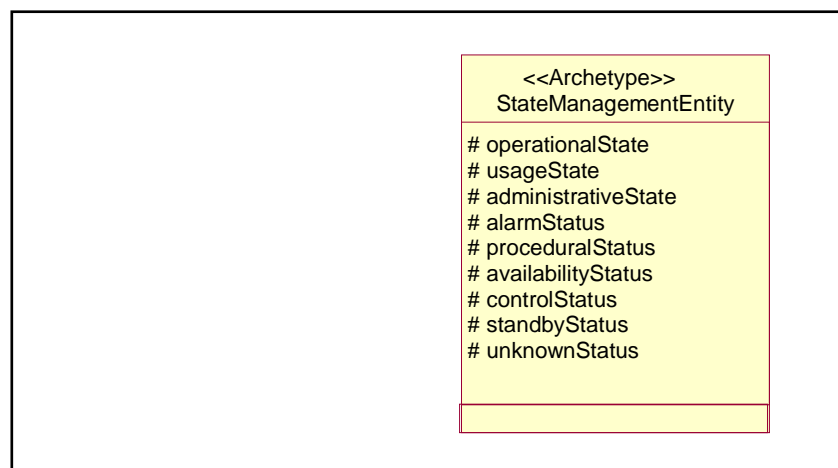 <<Archetype>>
StateManagementEntity
# operationalState
# usageState
# administrativeState
# alarmStatus
# proceduralStatus
# availabilityStatus
# controlStatus
# standbyStatus
# unknownStatus